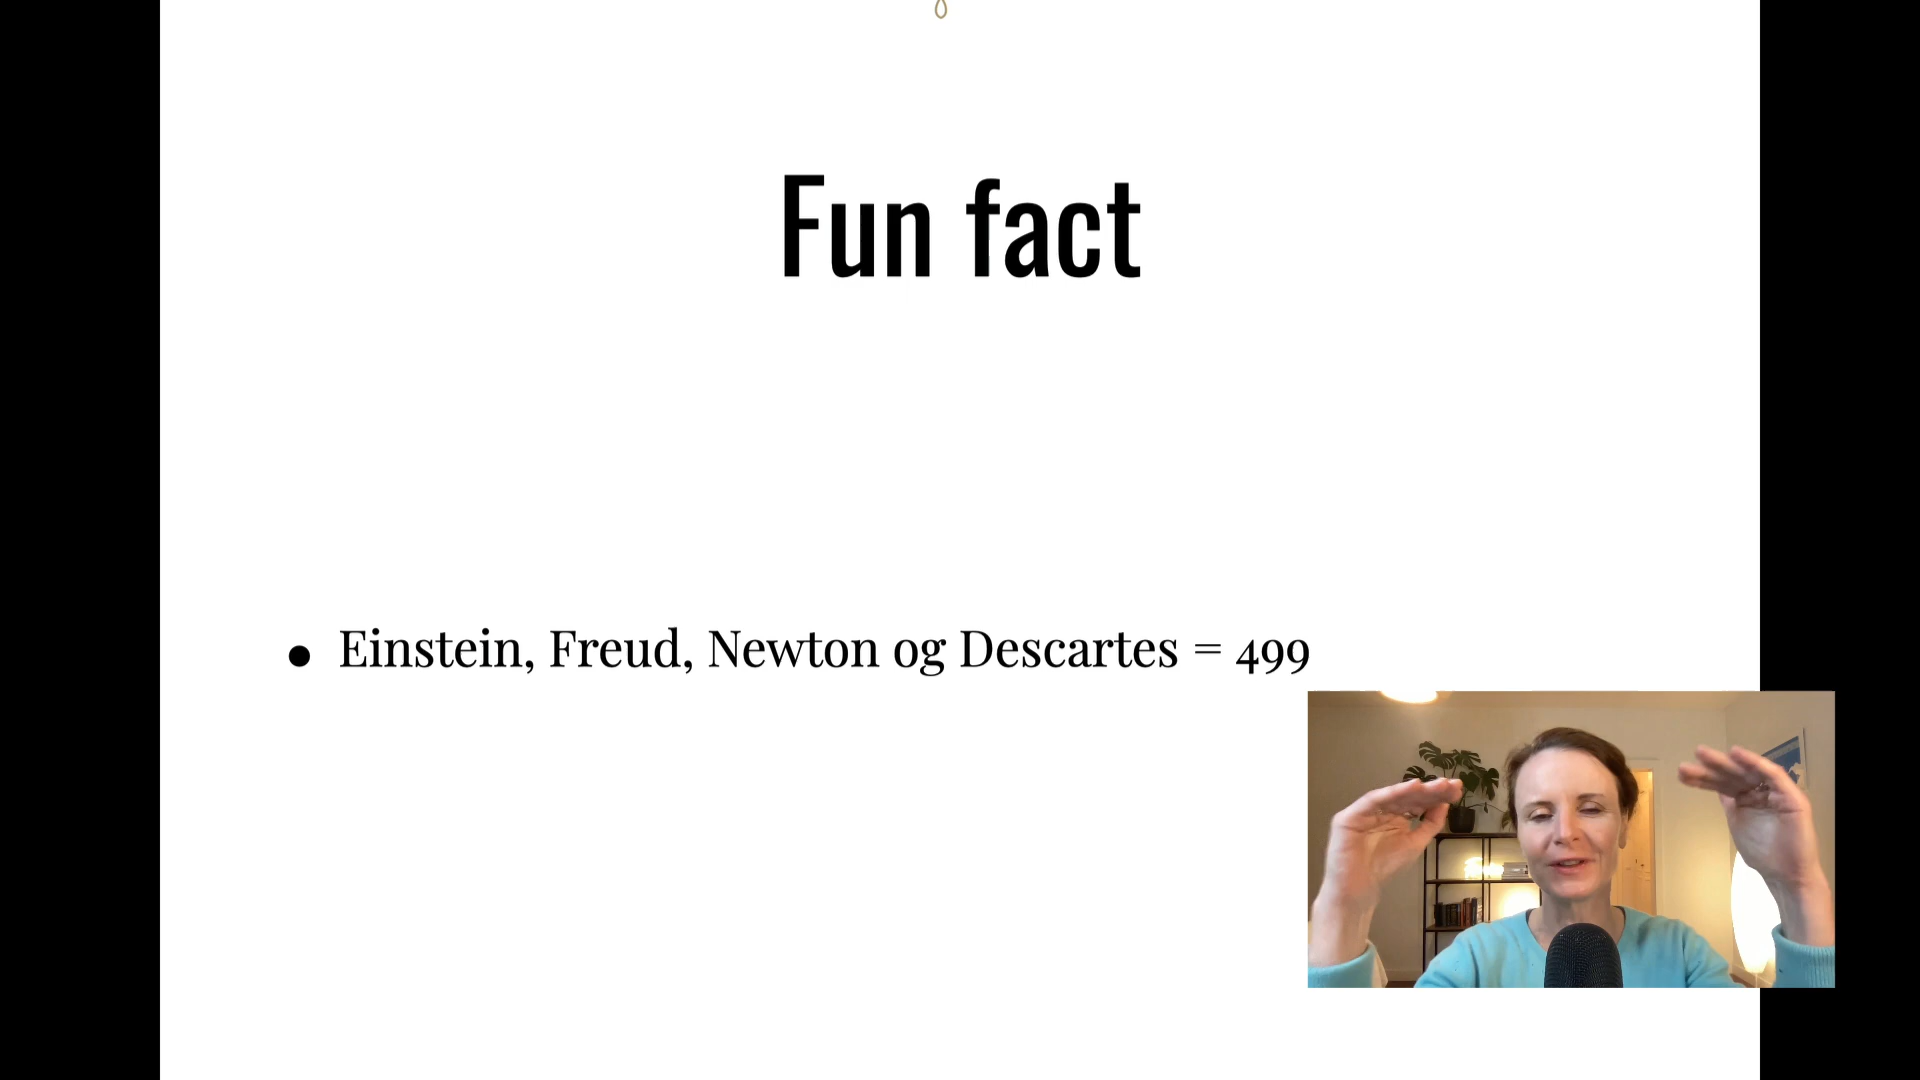 Fun fact
• Einstein, Freud, Newton og Descartes = 499